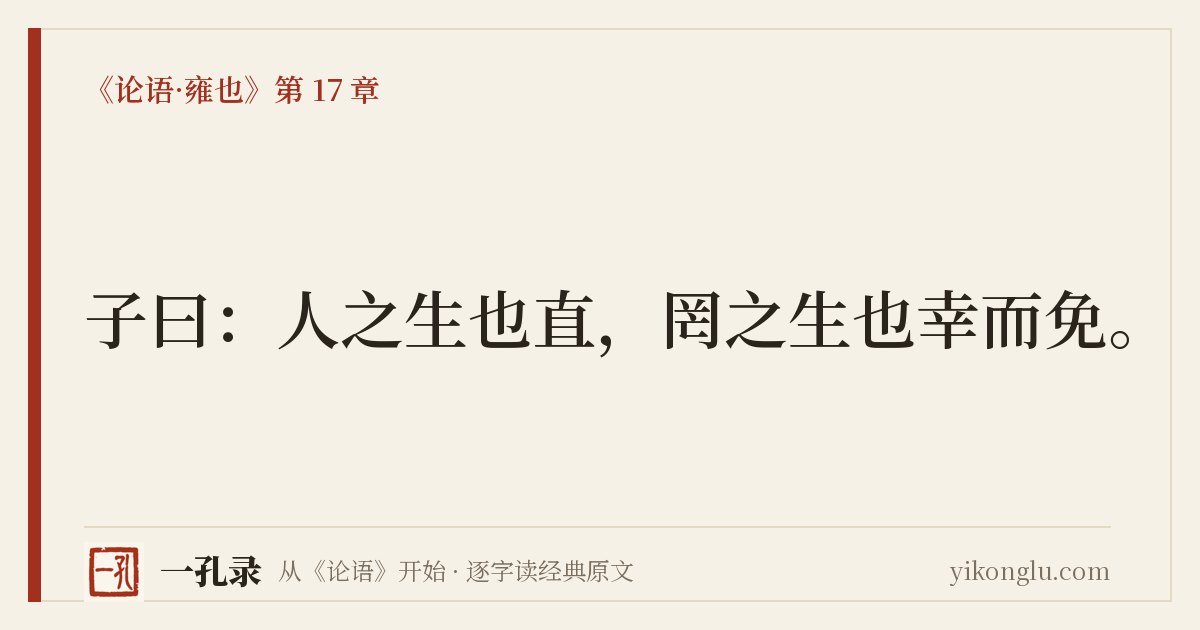 《论语·雍也》第 17 章
子曰：人之生也直，罔之生也幸而免。
一孔
一孔录 从《论语》开始 · 逐字读经典原文 yikonglu.com